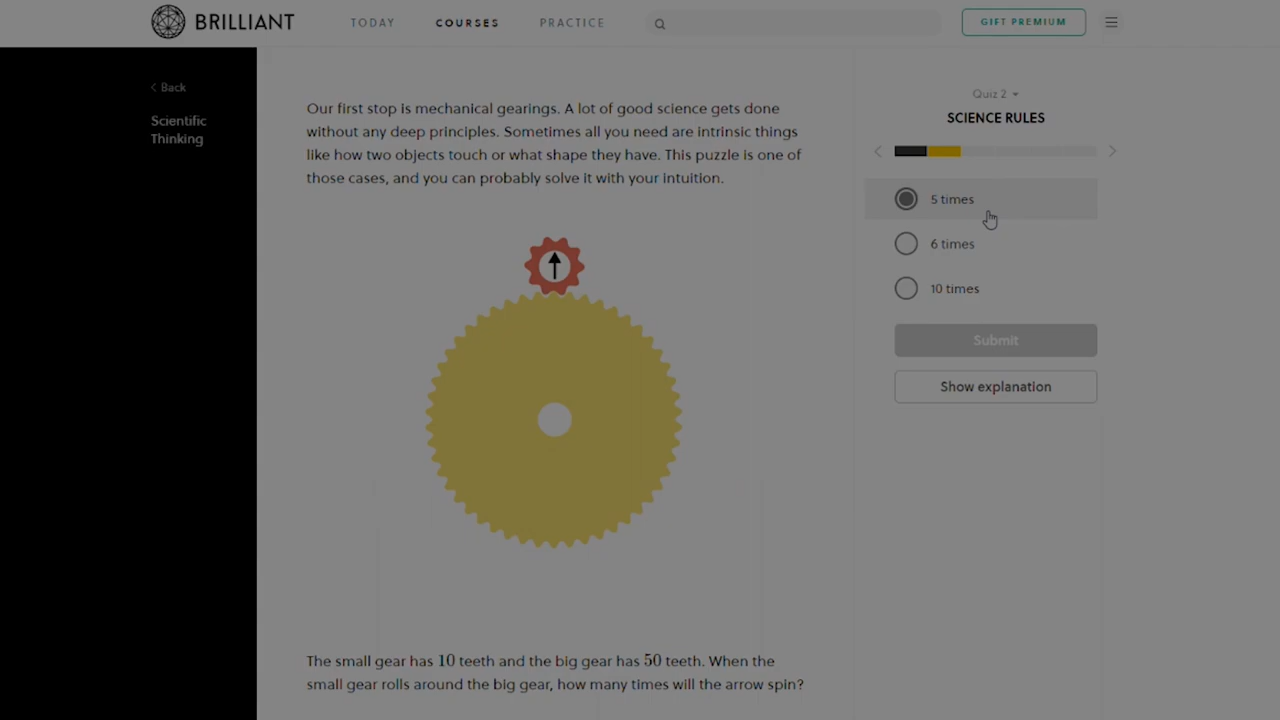 BRILLIANT
TODAY
COURSES
PRACTICE
GIFT PREMIUM
Back
Scientific
Thinking
Our first stop is mechanical gearings. A lot of good science gets done
without any deep principles. Sometimes all you need are intrinsic things
like how two objects touch or what shape they have. This puzzle is one of
those cases, and you can probably solve it with your intuition.
The small gear has 10 teeth and the big gear has 50 teeth. When the
small gear rolls around the big gear, how many times will the arrow spin?
Quiz 2
SCIENCE RULES
5 times
6 times
10 times
Submit
Show explanation